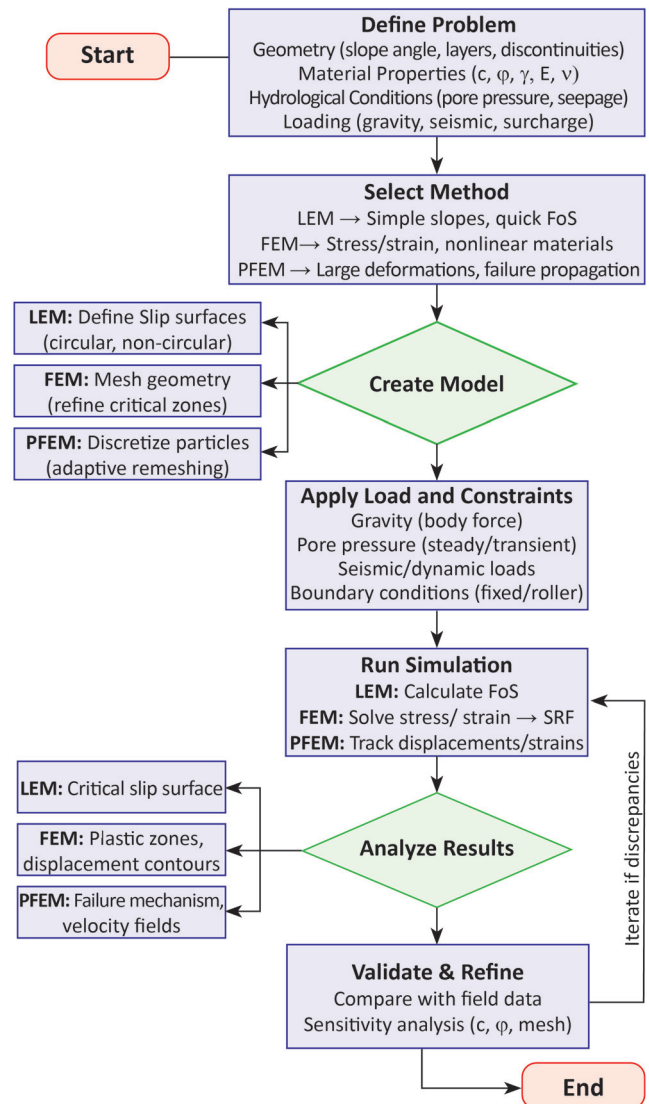 Start
Define Problem
Geometry (slope angle, layers, discontinuities)
Material Properties (c, φ, γ, E, ν)
Hydrological Conditions (pore pressure, seepage)
Loading (gravity, seismic, surcharge)
Select Method
LEM → Simple slopes, quick FoS
FEM→ Stress/strain, nonlinear materials
PFEM → Large deformations, failure propagation
Create Model
LEM: Define Slip surfaces
(circular, non-circular)
FEM: Mesh geometry
(refine critical zones)
PFEM: Discretize particles
(adaptive remeshing)
Apply Load and Constraints
Gravity (body force)
Pore pressure (steady/transient)
Seismic/dynamic loads
Boundary conditions (fixed/roller)
Run Simulation
LEM: Calculate FoS
FEM: Solve stress/ strain → SRF
PFEM: Track displacements/strains
Analyze Results
LEM: Critical slip surface
FEM: Plastic zones,
displacement contours
PFEM: Failure mechanism,
velocity fields
Iterate if discrepancies
Validate & Refine
Compare with field data
Sensitivity analysis (c, φ, mesh)
End